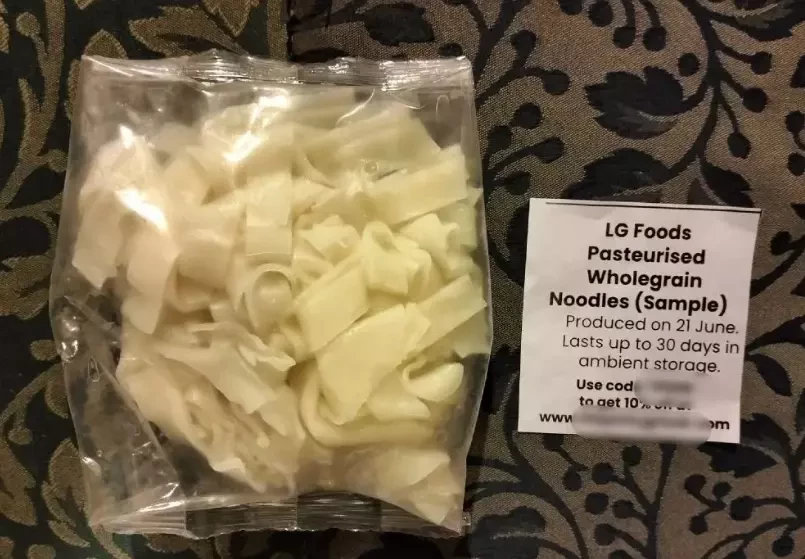 LG Foods
Pasteurised
Wholegrain
Noodles (Sample)
Produced on 21 June.
Lasts up to 30 days in
ambient storage.
Use code
to get 10%
www.